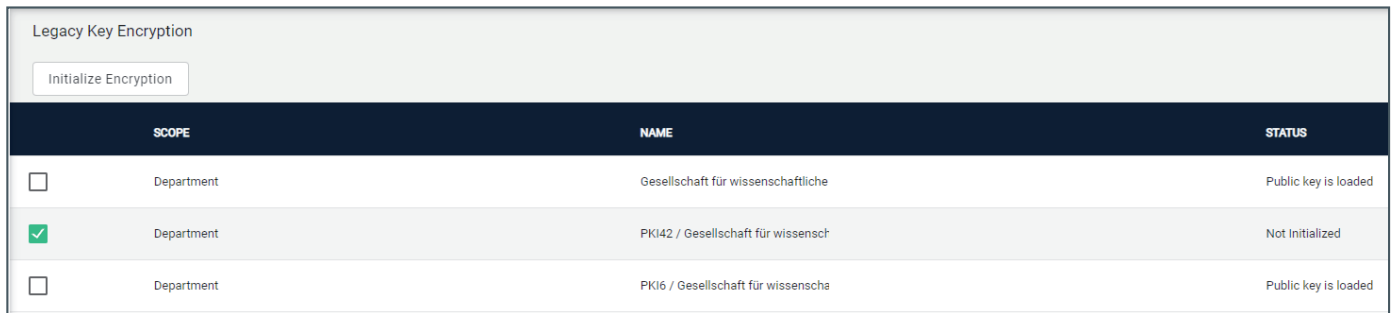 Legacy Key Encryption
Initialize Encryption
SCOPE NAME STATUS
Department Gesellschaft für wissenschaftliche Public key is loaded
Department PKI42 / Gesellschaft für wissensch Not Initialized
Department PKI6 / Gesellschaft für wissenscha Public key is loaded